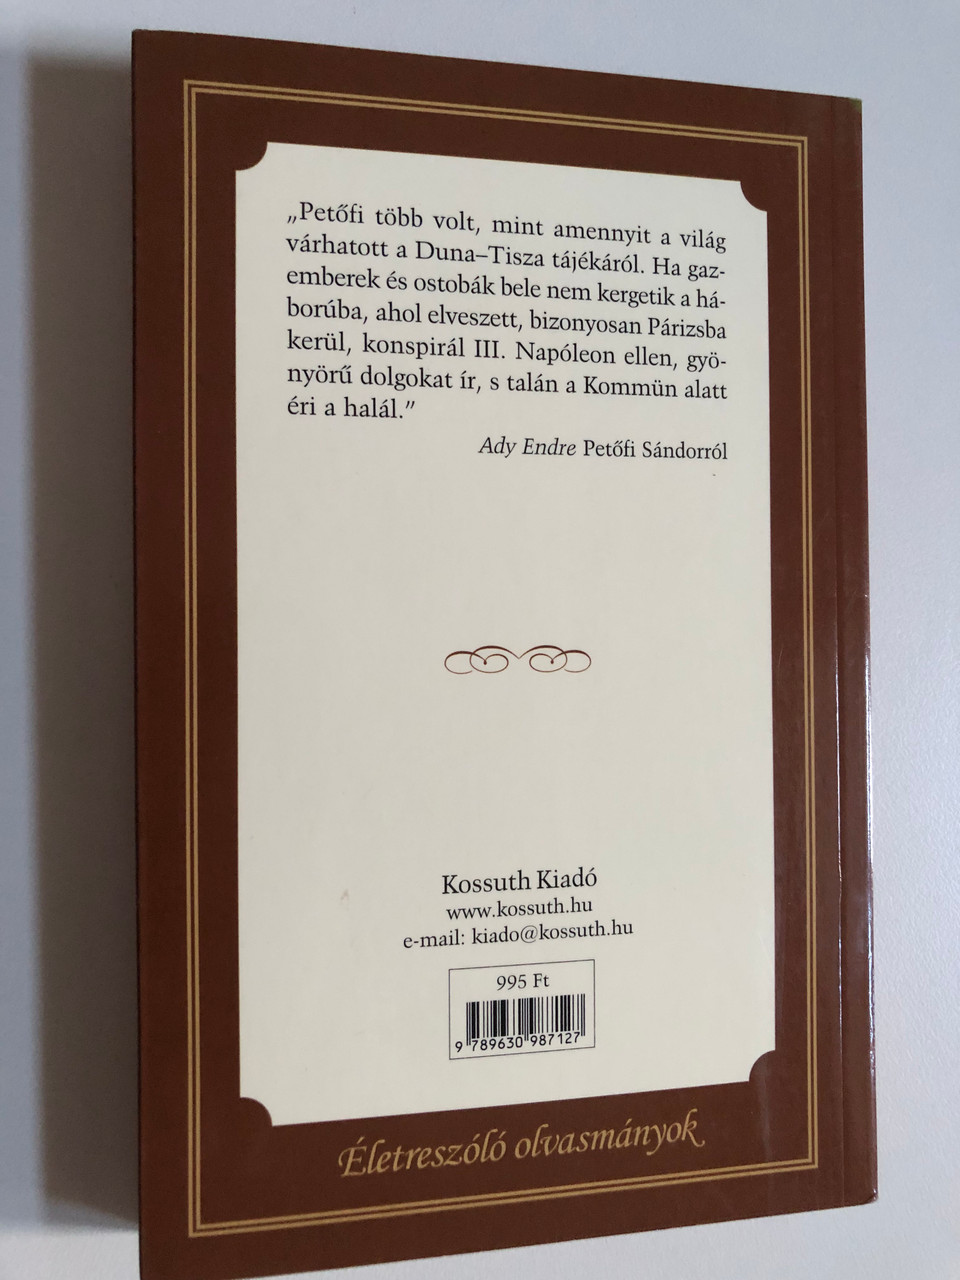 „Petőfi több volt, mint amennyit a világ
várhatott a Duna–Tisza tájékáról. Ha gaz-
emberek és ostobák bele nem kergetik a há-
borúba, ahol elveszett, bizonyosan Párizsba
kerül, konspirál III. Napóleon ellen, gyö-
nyörű dolgokat ír, s talán a Kommün alatt
éri a halál.”
Ady Endre Petőfi Sándorról
Kossuth Kiadó
www.kossuth.hu
e-mail: kiado@kossuth.hu
995 Ft
9 789630 987127
Életreszóló olvasmányok